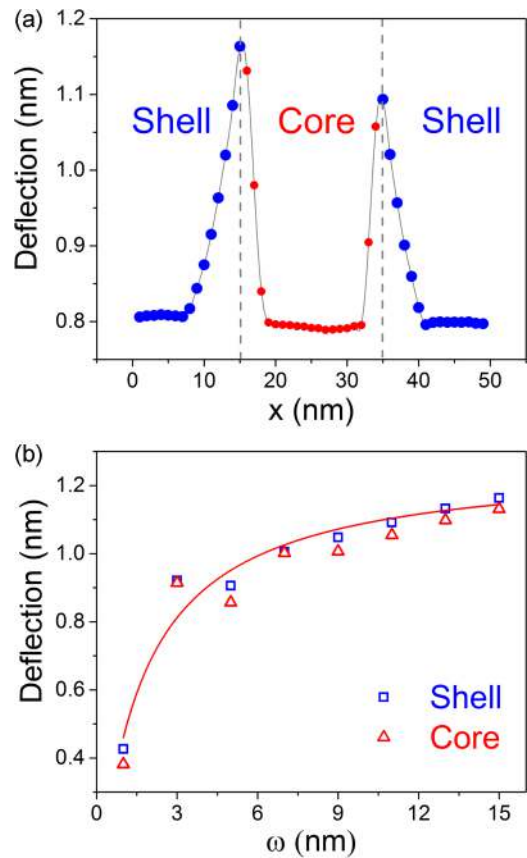 (a)
1.2
1.1
1.0
0.9
0.8
Deflection (nm)
Shell Core Shell
0 10 20 30 40 50
x (nm)
(b)
1.2
1.0
0.8
0.6
0.4
Deflection (nm)
Shell
Core
0 3 6 9 12 15
ω (nm)